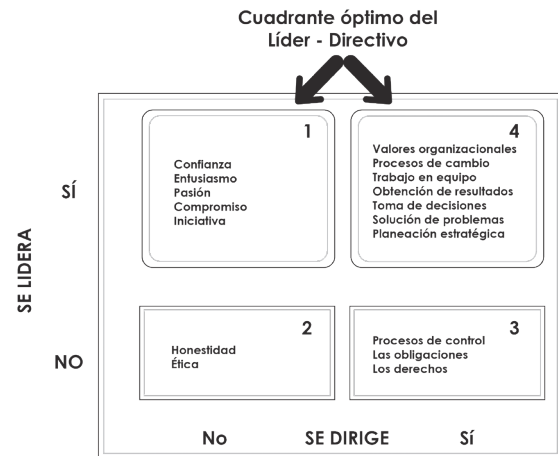 Cuadrante óptimo del
Líder - Directivo
1
Confianza
Entusiasmo
Pasión
Compromiso
Iniciativa
4
Valores organizacionales
Procesos de cambio
Trabajo en equipo
Obtención de resultados
Toma de decisiones
Solución de problemas
Planeación estratégica
SÍ
SE LIDERA
NO
2
Honestidad
Ética
3
Procesos de control
Las obligaciones
Los derechos
No SE DIRIGE Sí